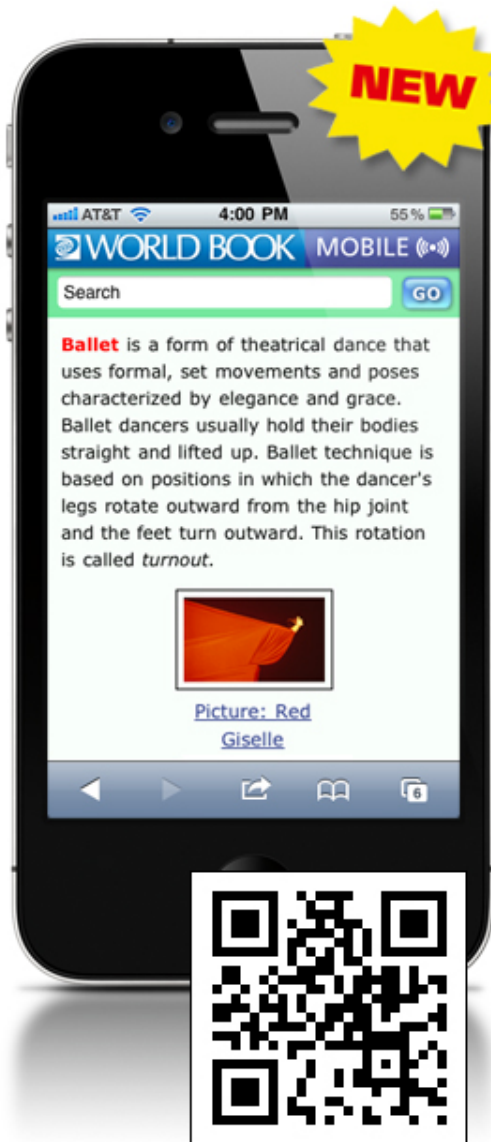 NEW
AT&T 4:00 PM 55%
WORLD BOOK MOBILE
Search GO
Ballet is a form of theatrical dance that
uses formal, set movements and poses
characterized by elegance and grace.
Ballet dancers usually hold their bodies
straight and lifted up. Ballet technique is
based on positions in which the dancer's
legs rotate outward from the hip joint
and the feet turn outward. This rotation
is called turnout.
Picture: Red
Giselle
6